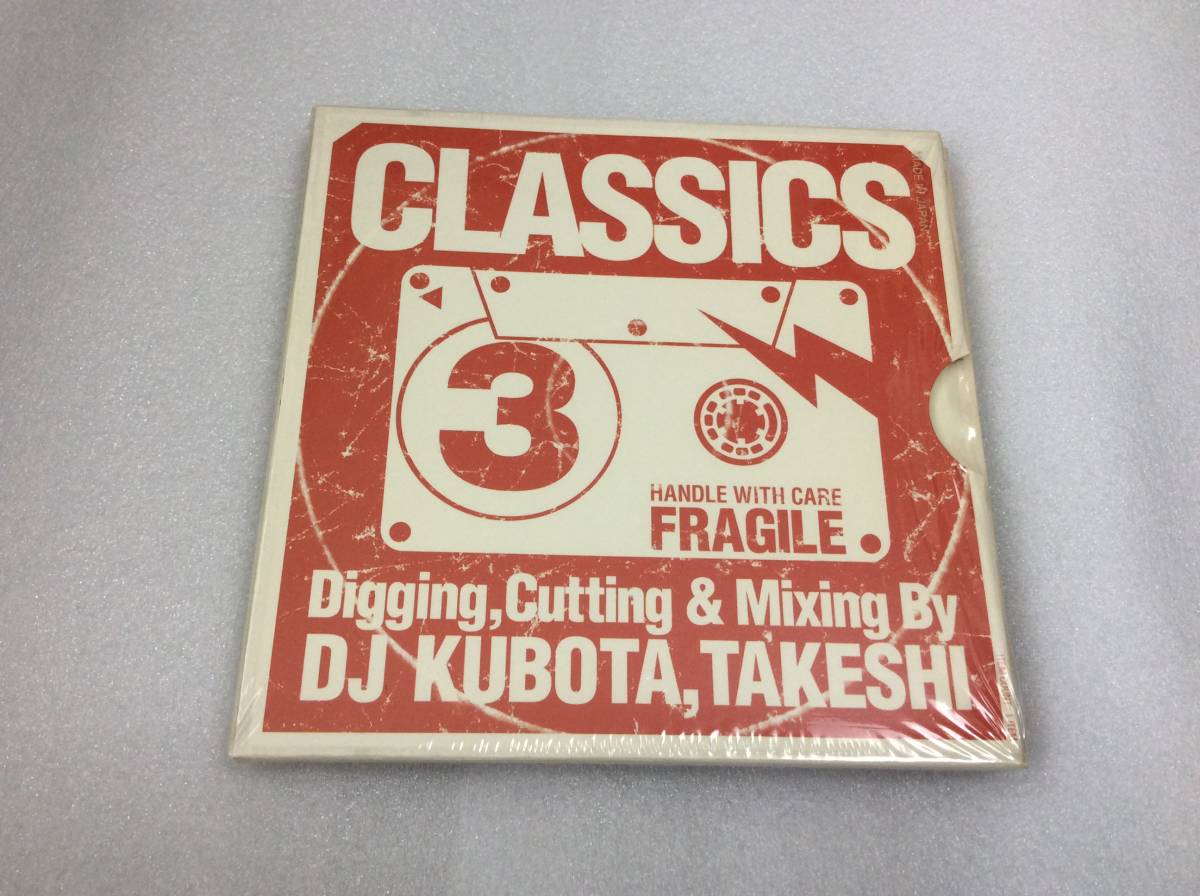 CLASSICS
MADE IN JAPAN
3
HANDLE WITH CARE
FRAGILE
Digging,Cutting & Mixing By
DJ KUBOTA,TAKESHI